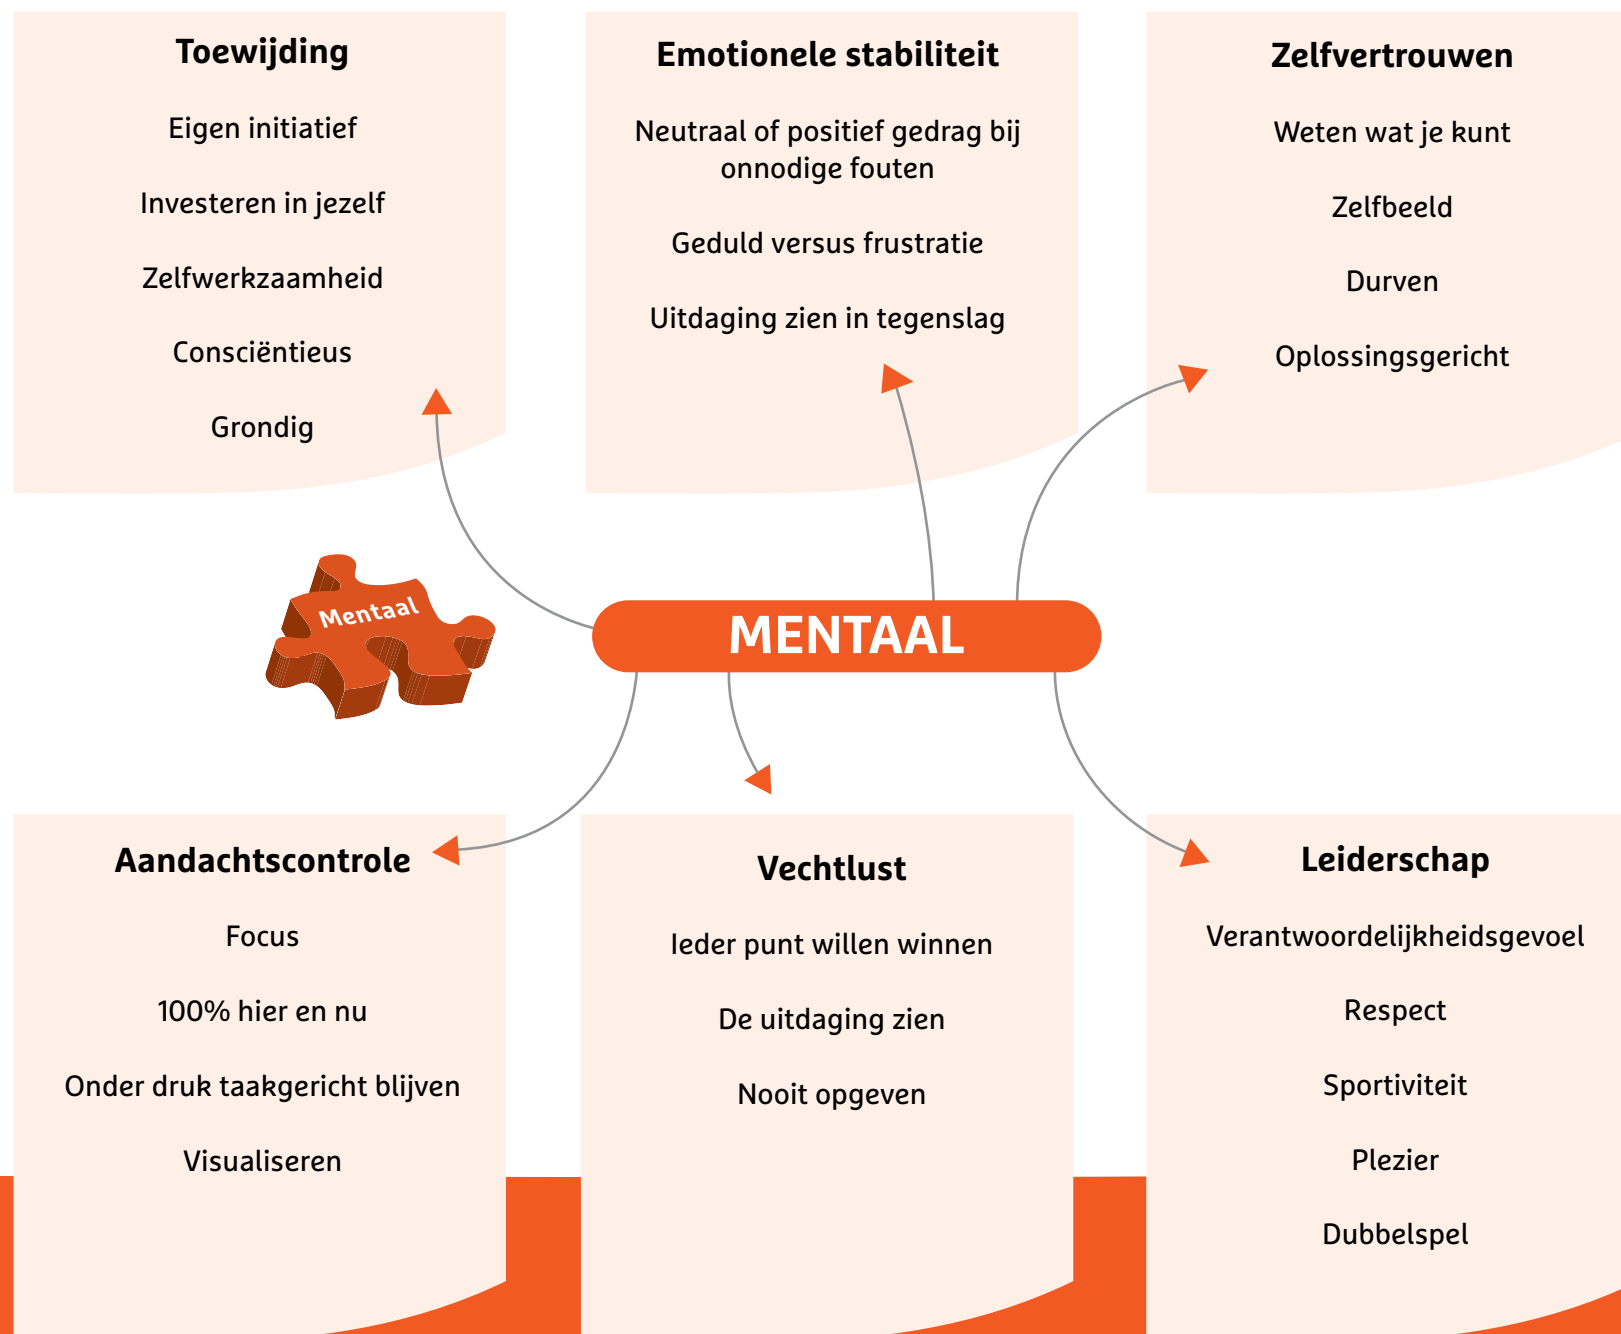 Toewijding
Eigen initiatief
Investeren in jezelf
Zelfwerkzaamheid
Consciëntieus
Grondig
Emotionele stabiliteit
Neutraal of positief gedrag bij
onnodige fouten
Geduld versus frustratie
Uitdaging zien in tegenslag
Zelfvertrouwen
Weten wat je kunt
Zelfbeeld
Durven
Oplossingsgericht
Mentaal
MENTAAL
Aandachtscontrole
Focus
100% hier en nu
Onder druk taakgericht blijven
Visualiseren
Vechtlust
Ieder punt willen winnen
De uitdaging zien
Nooit opgeven
Leiderschap
Verantwoordelijkheidsgevoel
Respect
Sportiviteit
Plezier
Dubbelspel